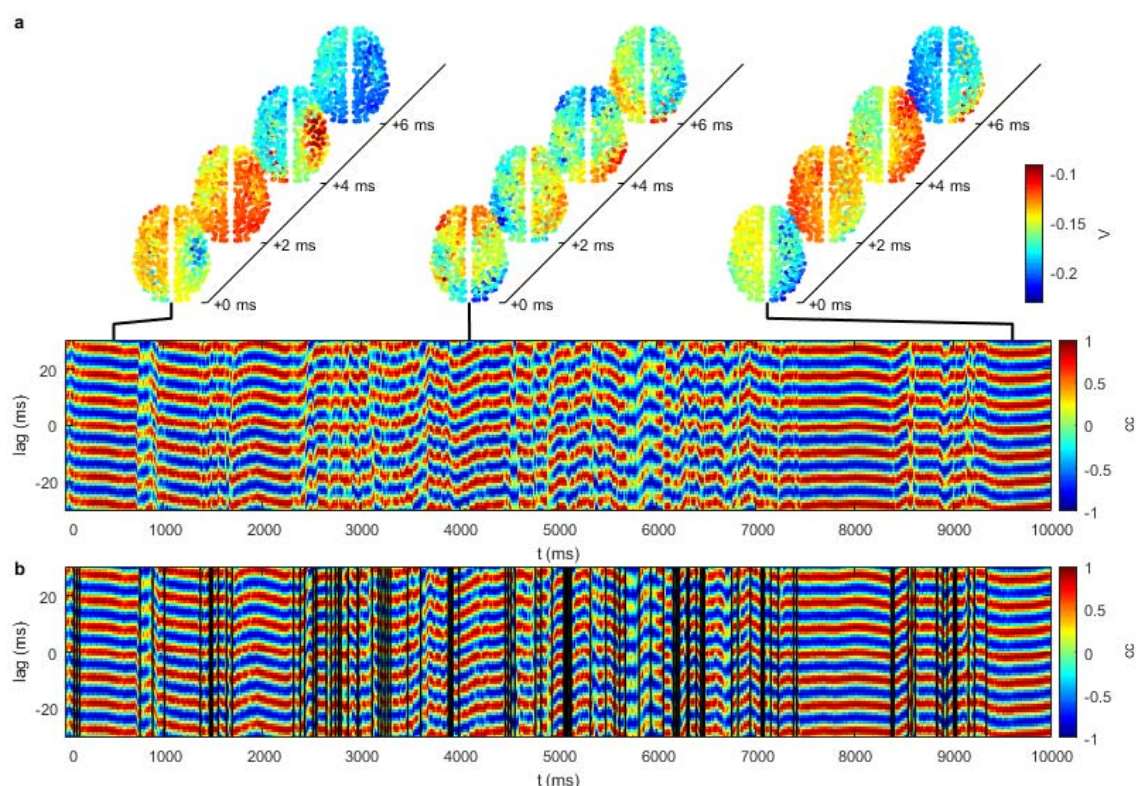 a
+6 ms
+4 ms
+2 ms
+0 ms
+6 ms
+4 ms
+2 ms
+0 ms
+6 ms
+4 ms
+2 ms
+0 ms
-0.1
-0.15
-0.2
V
20
0
-20
lag (ms)
0 1000 2000 3000 4000 5000 6000 7000 8000 9000 10000
t (ms)
1
0.5
0
-0.5
-1
cc
b
20
0
-20
lag (ms)
0 1000 2000 3000 4000 5000 6000 7000 8000 9000 10000
t (ms)
1
0.5
0
-0.5
-1
cc